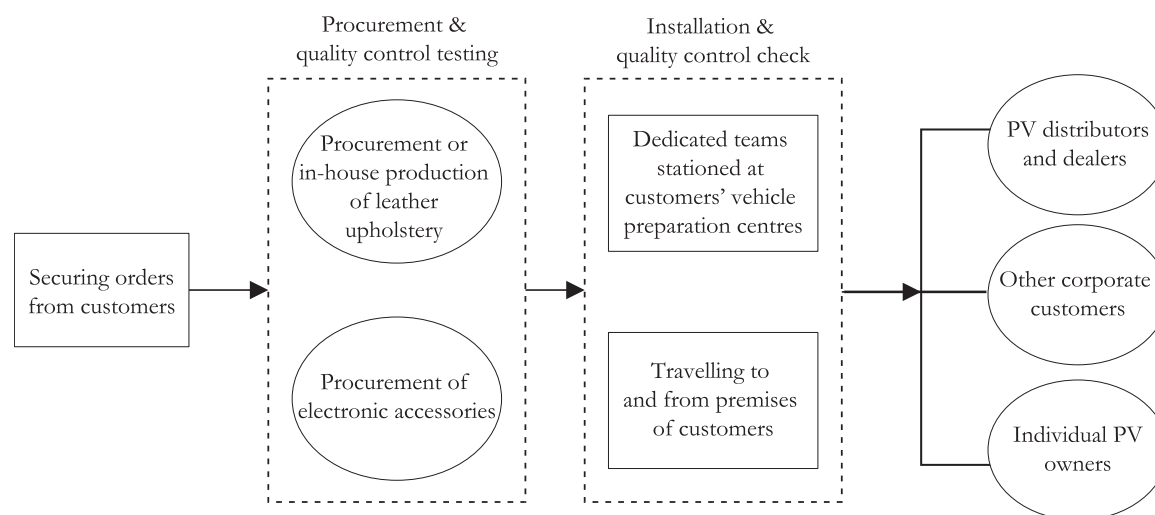 Procurement &
quality control testing
Installation &
quality control check
Securing orders
from customers
Procurement or
in-house production
of leather
upholstery
Procurement of
electronic accessories
Dedicated teams
stationed at
customers’ vehicle
preparation centres
Travelling to
and from premises
of customers
PV distributors
and dealers
Other corporate
customers
Individual PV
owners